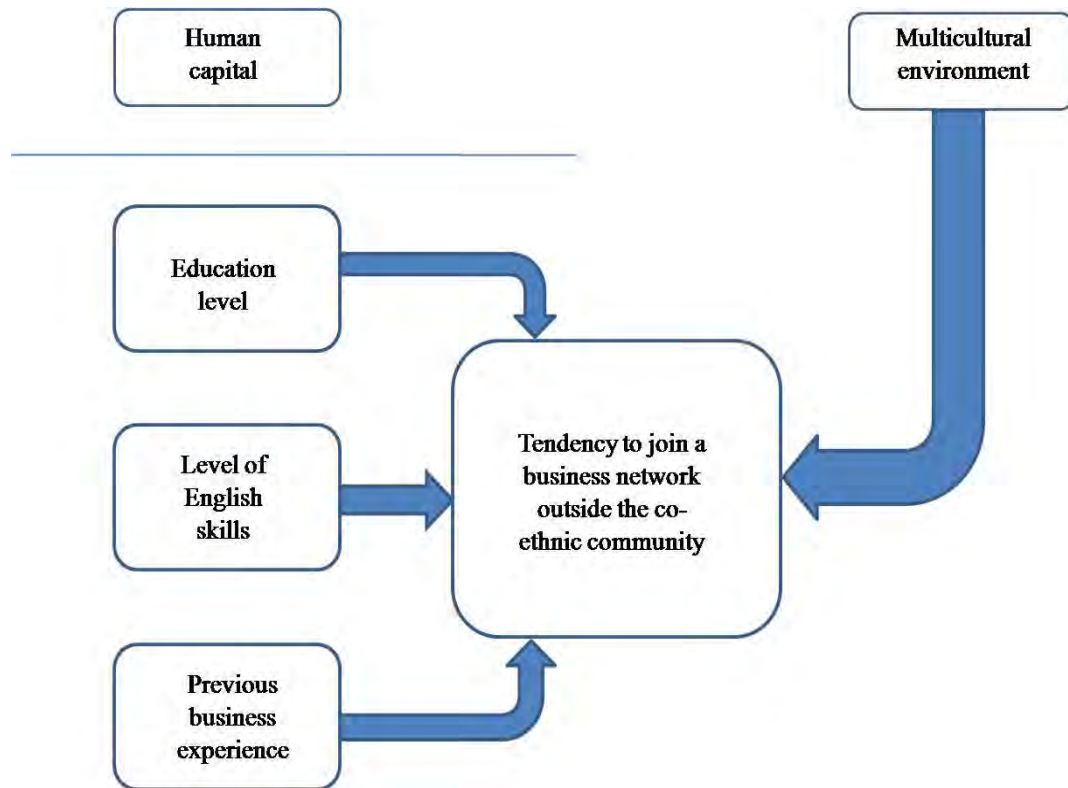 Human
capital
Multicultural
environment
Education
level
Level of
English
skills
Tendency to join a
business network
outside the co-
ethnic community
Previous
business
experience